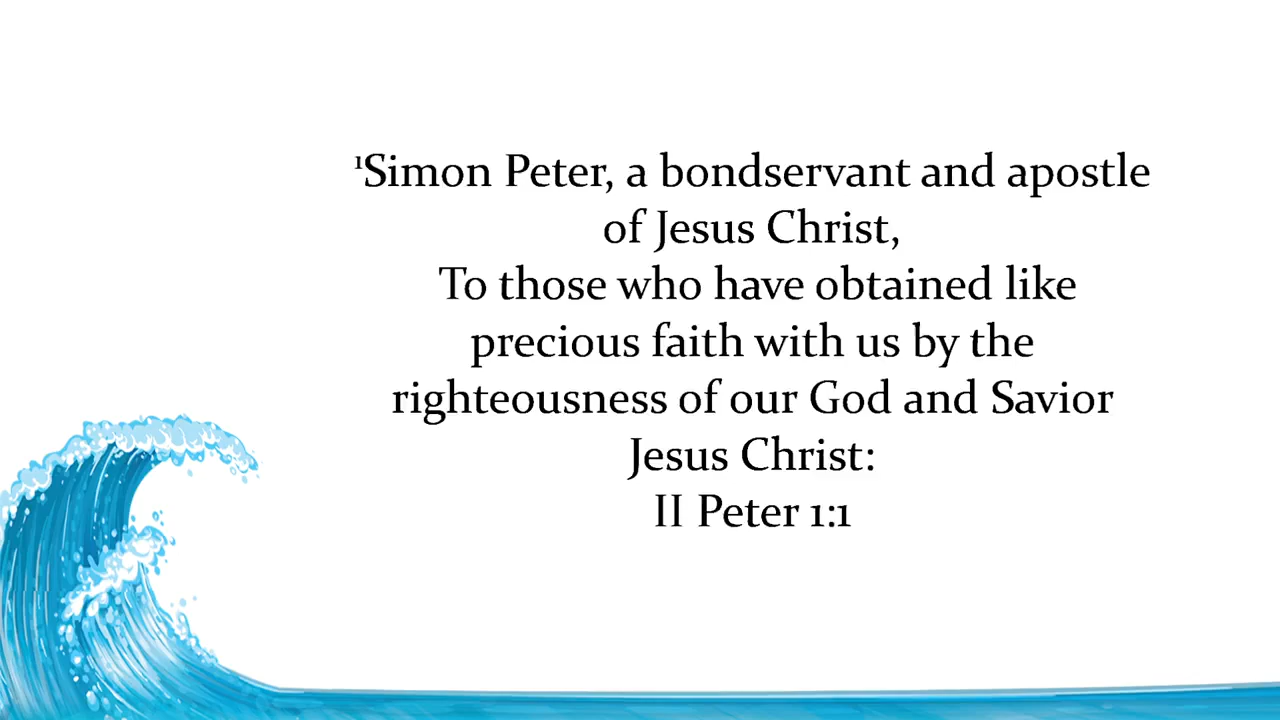 ¹Simon Peter, a bondservant and apostle
of Jesus Christ,
To those who have obtained like
precious faith with us by the
righteousness of our God and Savior
Jesus Christ:
II Peter 1:1